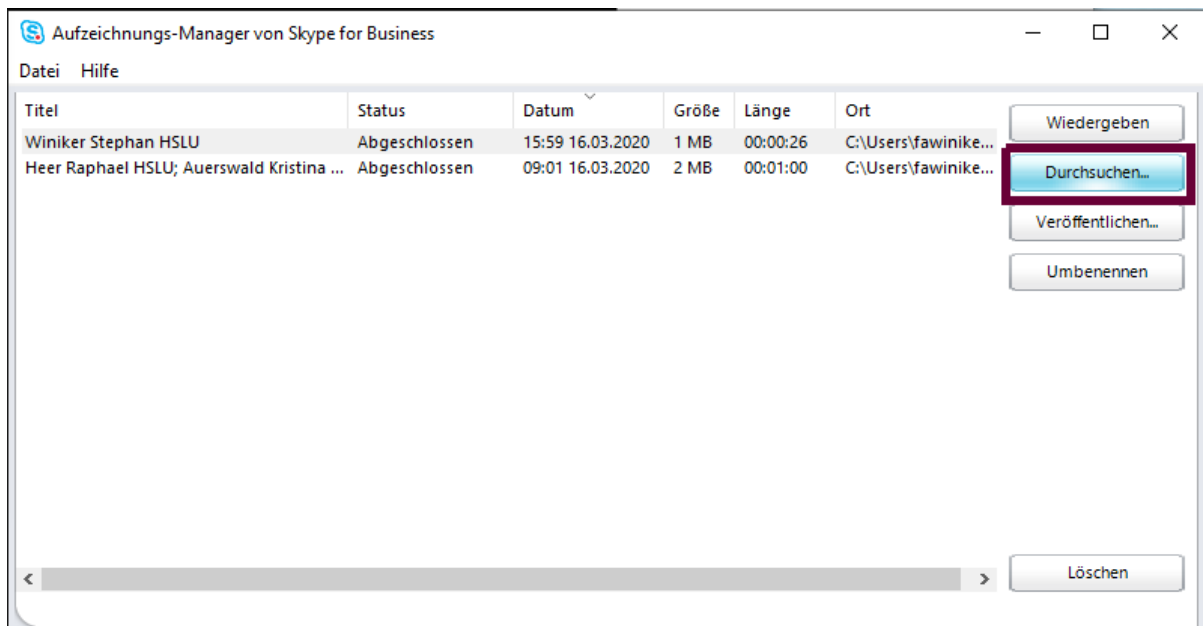 Aufzeichnungs-Manager von Skype for Business
Datei Hilfe
Titel Status Datum Größe Länge Ort
Winiker Stephan HSLU Abgeschlossen 15:59 16.03.2020 1 MB 00:00:26 C:\Users\fawinike...
Heer Raphael HSLU; Auerswald Kristina ... Abgeschlossen 09:01 16.03.2020 2 MB 00:01:00 C:\Users\fawinike...
Wiedergeben
Durchsuchen...
Veröffentlichen...
Umbenennen
Löschen